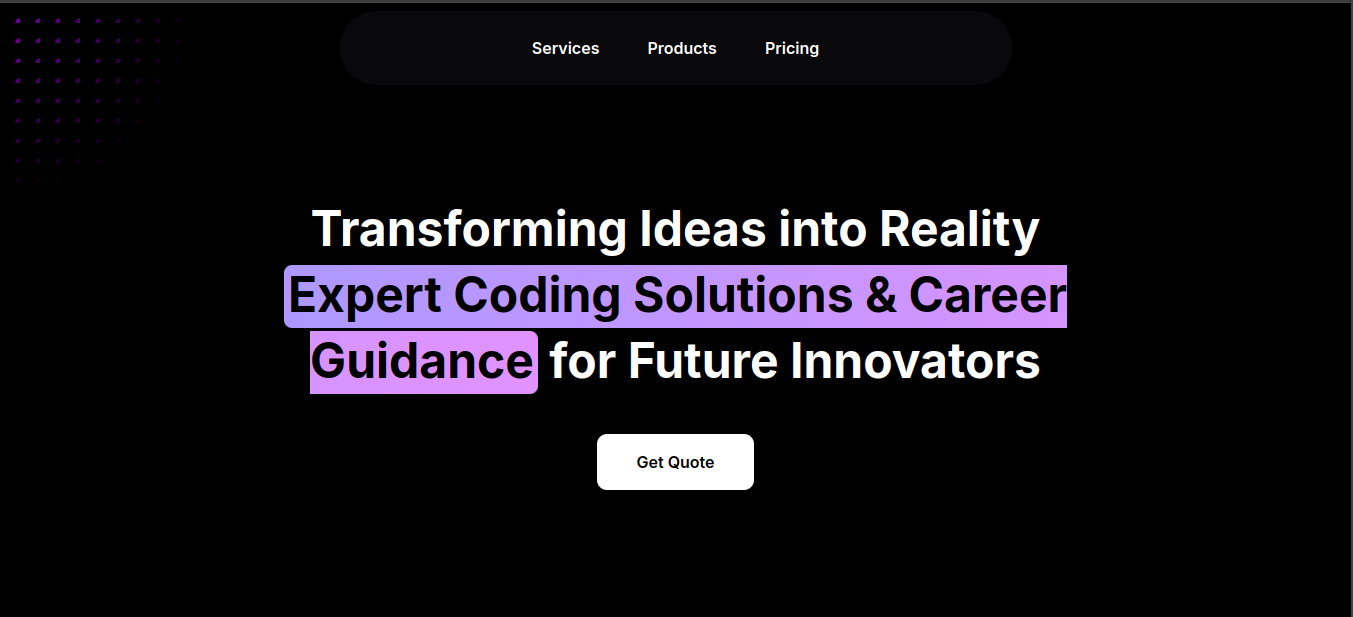 Services Products Pricing
Transforming Ideas into Reality
Expert Coding Solutions & Career
Guidance for Future Innovators
Get Quote